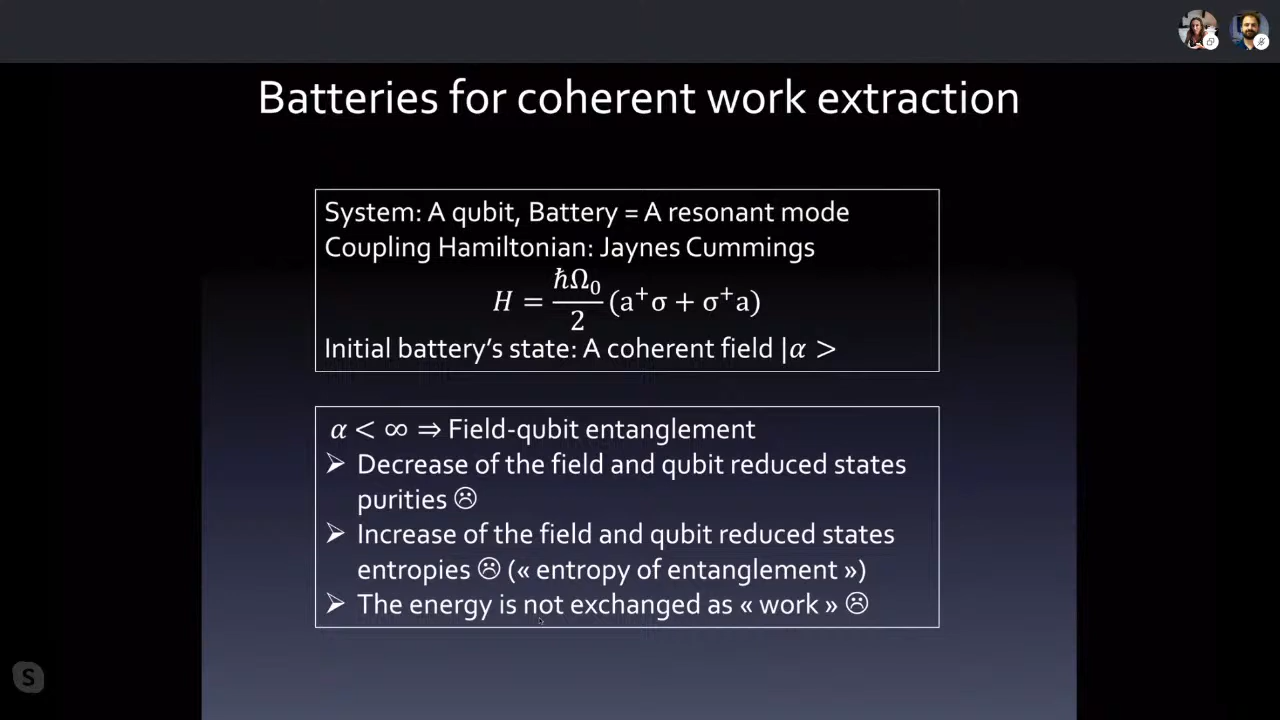 Batteries for coherent work extraction
System: A qubit, Battery = A resonant mode
Coupling Hamiltonian: Jaynes Cummings
H = ħΩ₀/2 (a⁺σ + σ⁺a)
Initial battery’s state: A coherent field |α >
α < ∞ ⇒ Field-qubit entanglement
➢ Decrease of the field and qubit reduced states
purities ☹
➢ Increase of the field and qubit reduced states
entropies ☹ (« entropy of entanglement »)
➢ The energy is not exchanged as « work » ☹
S